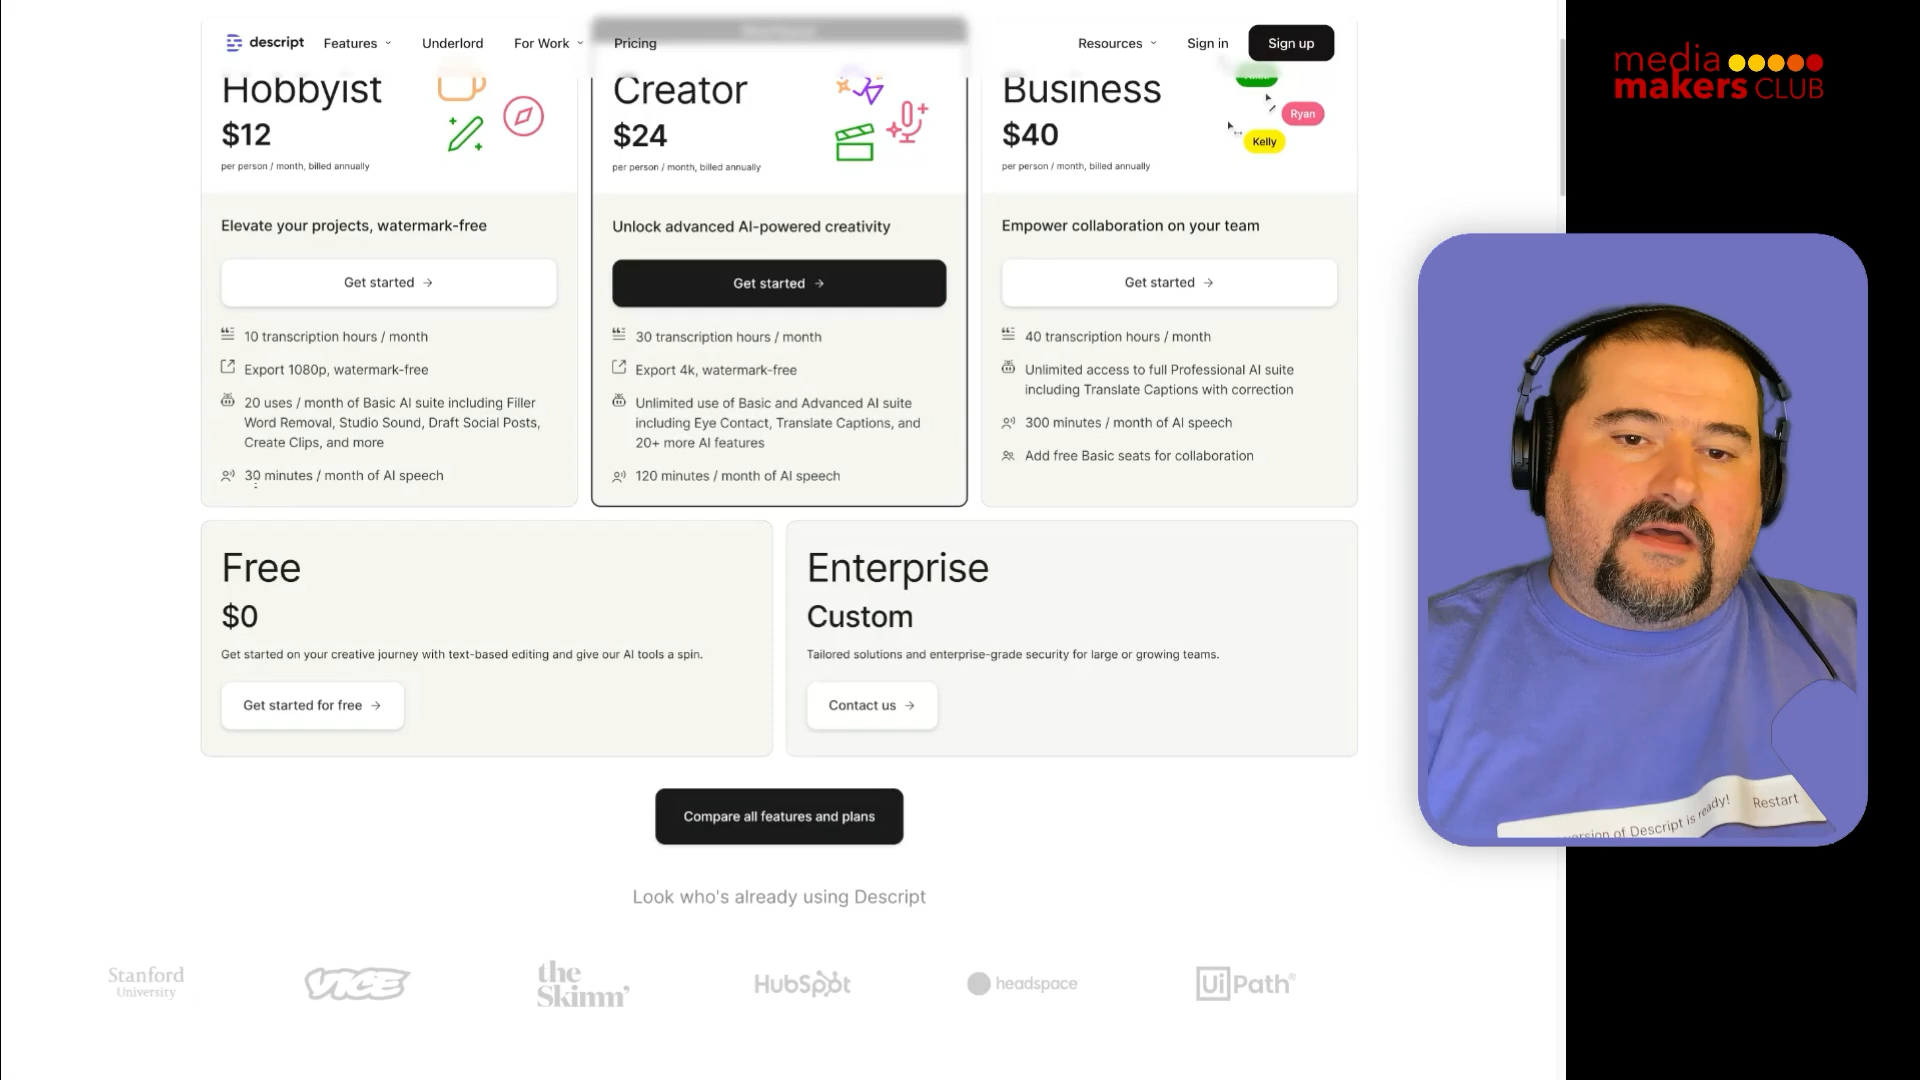 descript Features Underlord For Work Pricing Resources Sign in Sign up
media
makers CLUB
Hobbyist
$12
per person / month, billed annually
Elevate your projects, watermark-free
Get started →
10 transcription hours / month
Export 1080p, watermark-free
20 uses / month of Basic AI suite including Filler
Word Removal, Studio Sound, Draft Social Posts,
Create Clips, and more
30 minutes / month of AI speech
Creator
$24
per person / month, billed annually
Unlock advanced AI-powered creativity
Get started →
30 transcription hours / month
Export 4k, watermark-free
Unlimited use of Basic and Advanced AI suite
including Eye Contact, Translate Captions, and
20+ more AI features
120 minutes / month of AI speech
Business
$40
per person / month, billed annually
Ryan
Kelly
Empower collaboration on your team
Get started →
40 transcription hours / month
Unlimited access to full Professional AI suite
including Translate Captions with correction
300 minutes / month of AI speech
Add free Basic seats for collaboration
Free
$0
Get started on your creative journey with text-based editing and give our AI tools a spin.
Get started for free →
Enterprise
Custom
Tailored solutions and enterprise-grade security for large or growing teams.
Contact us →
Compare all features and plans
Look who's already using Descript
Stanford
University
VICE
the
Skimm'
HubSpot
headspace
UiPath®
version of Descript is ready! Restart